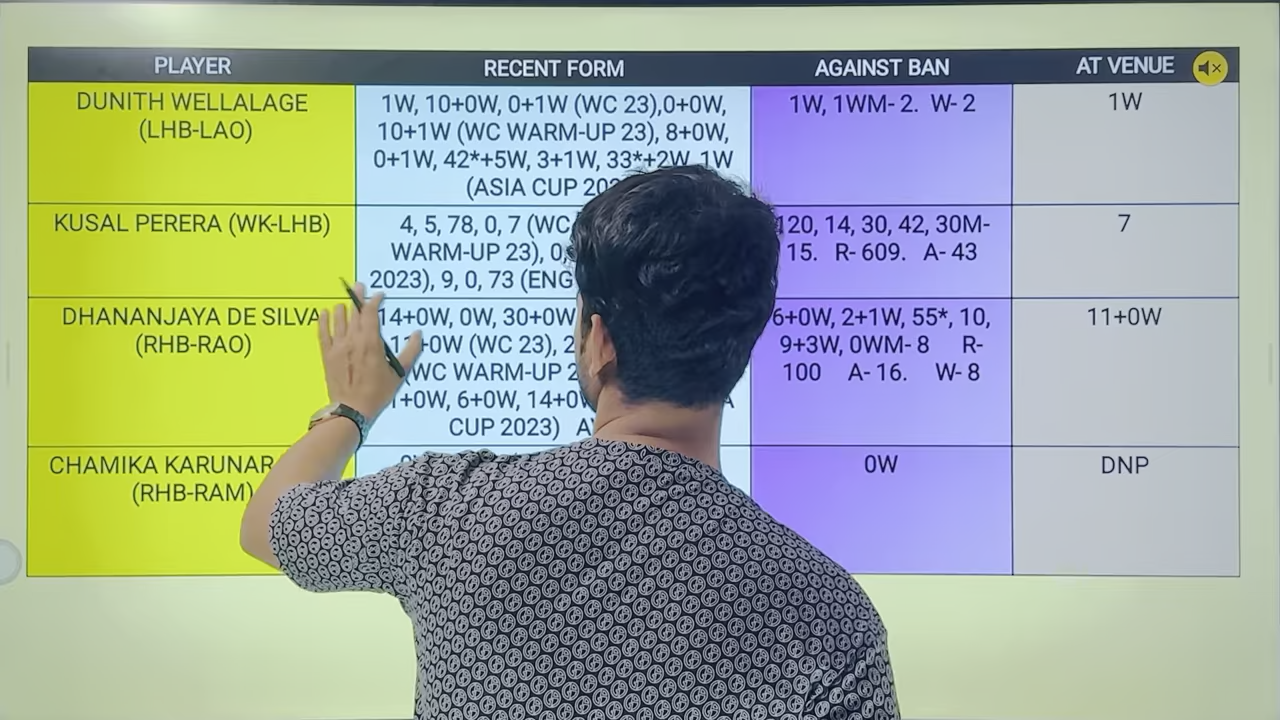 PLAYER RECENT FORM AGAINST BAN AT VENUE
DUNITH WELLALAGE
(LHB-LAO)
1W, 10+0W, 0+1W (WC 23),0+0W,
10+1W (WC WARM-UP 23), 8+0W,
0+1W, 42*+5W, 3+1W, 33*+2W, 1W
(ASIA CUP
1W, 1WM- 2. W- 2
1W
KUSAL PERERA (WK-LHB)
4, 5, 78, 0, 7 (WC
WARM-UP 23), 0,
2023), 9, 0, 73 (ENG
120, 14, 30, 42, 30M-
15. R- 609. A- 43
7
DHANANJAYA DE SILVA
(RHB-RAO)
14+0W, 0W, 30+0W
+0W (WC 23),
(WC WARM-UP
1+0W, 6+0W, 14+0W
CUP 2023)
6+0W, 2+1W, 55*, 10,
9+3W, 0WM- 8 R-
100 A- 16. W- 8
11+0W
CHAMIKA
(RHB-RAM)
0W
DNP